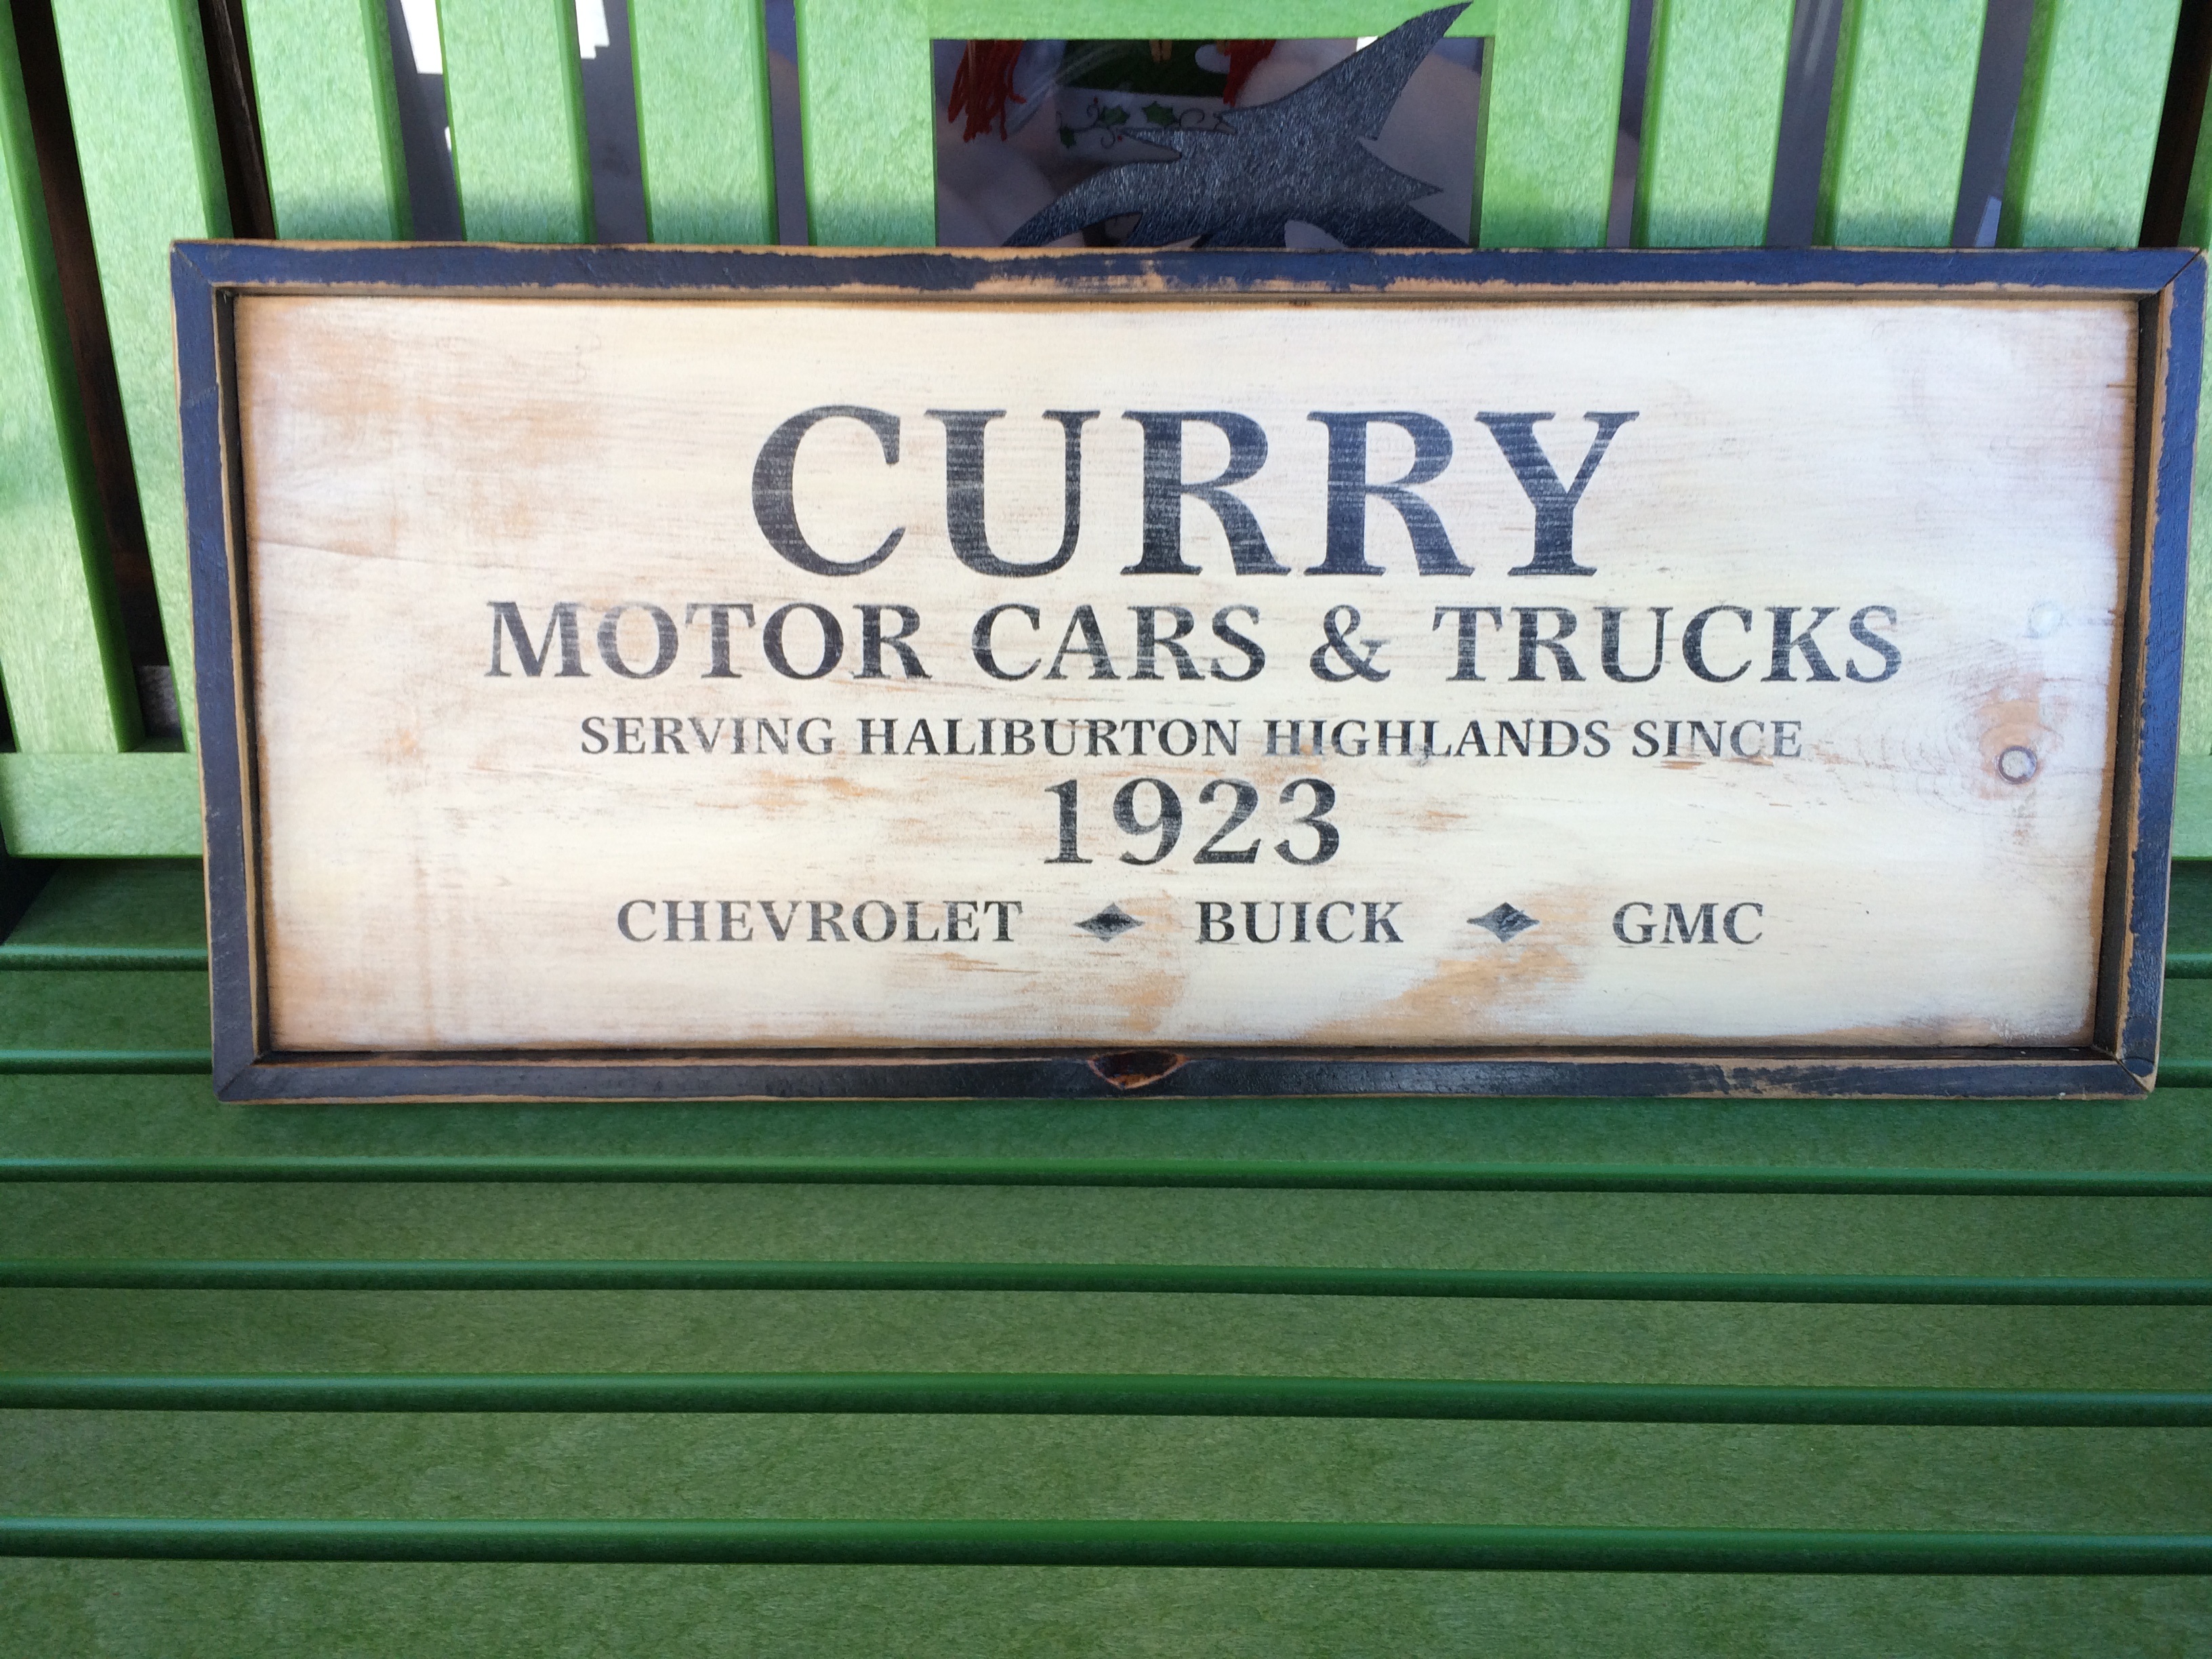 CURRY
MOTOR CARS & TRUCKS
SERVING HALIBURTON HIGHLANDS SINCE
1923
CHEVROLET ◆ BUICK ◆ GMC